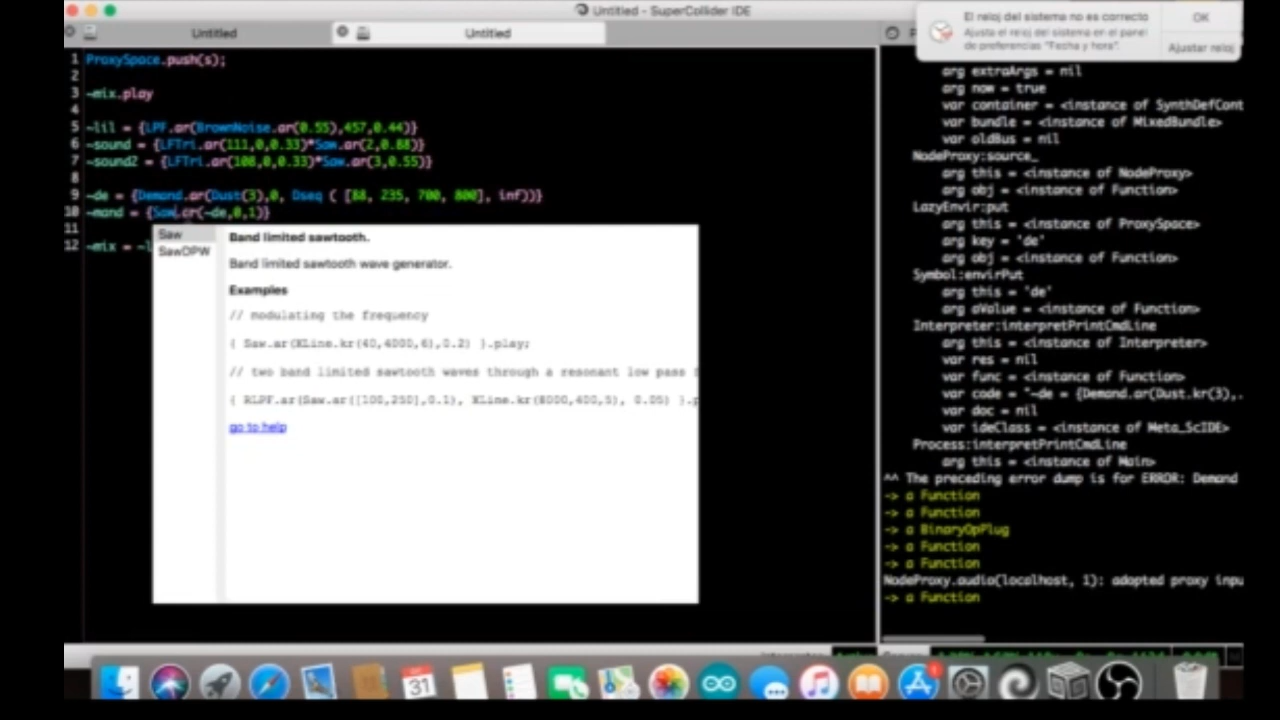 Untitled - SuperCollider IDE
Untitled
Untitled
El reloj del sistema no es correcto
Ajusta el reloj del sistema en el panel
de preferencias "Fecha y hora".
OK
Ajustar reloj
1 ProxySpace.push(s);
2
3 ~mix.play
4
5 ~lil = {LPF.ar(BrownNoise.ar(0.55),457,0.44)}
6 ~sound = {LFTri.ar(111,0,0.33)*Saw.ar(2,0.88)}
7 ~sound2 = {LFTri.ar(108,0,0.33)*Saw.ar(3,0.55)}
8
9 ~de = {Demand.ar(Dust(3),0, Dseq ( [88, 235, 700, 800], inf))}
10 ~mand = {Saw.ar(~de,0,1)}
11
12 ~mix = ~l
Saw
SawDPW
Band limited sawtooth.
Band limited sawtooth wave generator.
Examples
// modulating the frequency
{ Saw.ar(XLine.kr(40,4000,6),0.2) }.play;
// two band limited sawtooth waves through a resonant low pass f
{ RLPF.ar(Saw.ar([100,250],0.1), XLine.kr(8000,400,5), 0.05) }.p
go to help
P
arg extraArgs = nil
arg now = true
var container = <instance of SynthDefCont
var bundle = <instance of MixedBundle>
var oldBus = nil
NodeProxy:source_
arg this = <instance of NodeProxy>
arg obj = <instance of Function>
LazyEnvir:put
arg this = <instance of ProxySpace>
arg key = 'de'
arg obj = <instance of Function>
Symbol:envirPut
arg this = 'de'
arg aValue = <instance of Function>
Interpreter:interpretPrintCmdLine
arg this = <instance of Interpreter>
var res = nil
var func = <instance of Function>
var code = "~de = {Demand.ar(Dust.kr(3),.
var doc = nil
var ideClass = <instance of Meta_ScIDE>
Process:interpretPrintCmdLine
arg this = <instance of Main>
^^ The preceding error dump is for ERROR: Demand
-> a Function
-> a Function
-> a BinaryOpPlug
-> a Function
-> a Function
NodeProxy.audio(localhost, 1): adopted proxy inpu
-> a Function
31